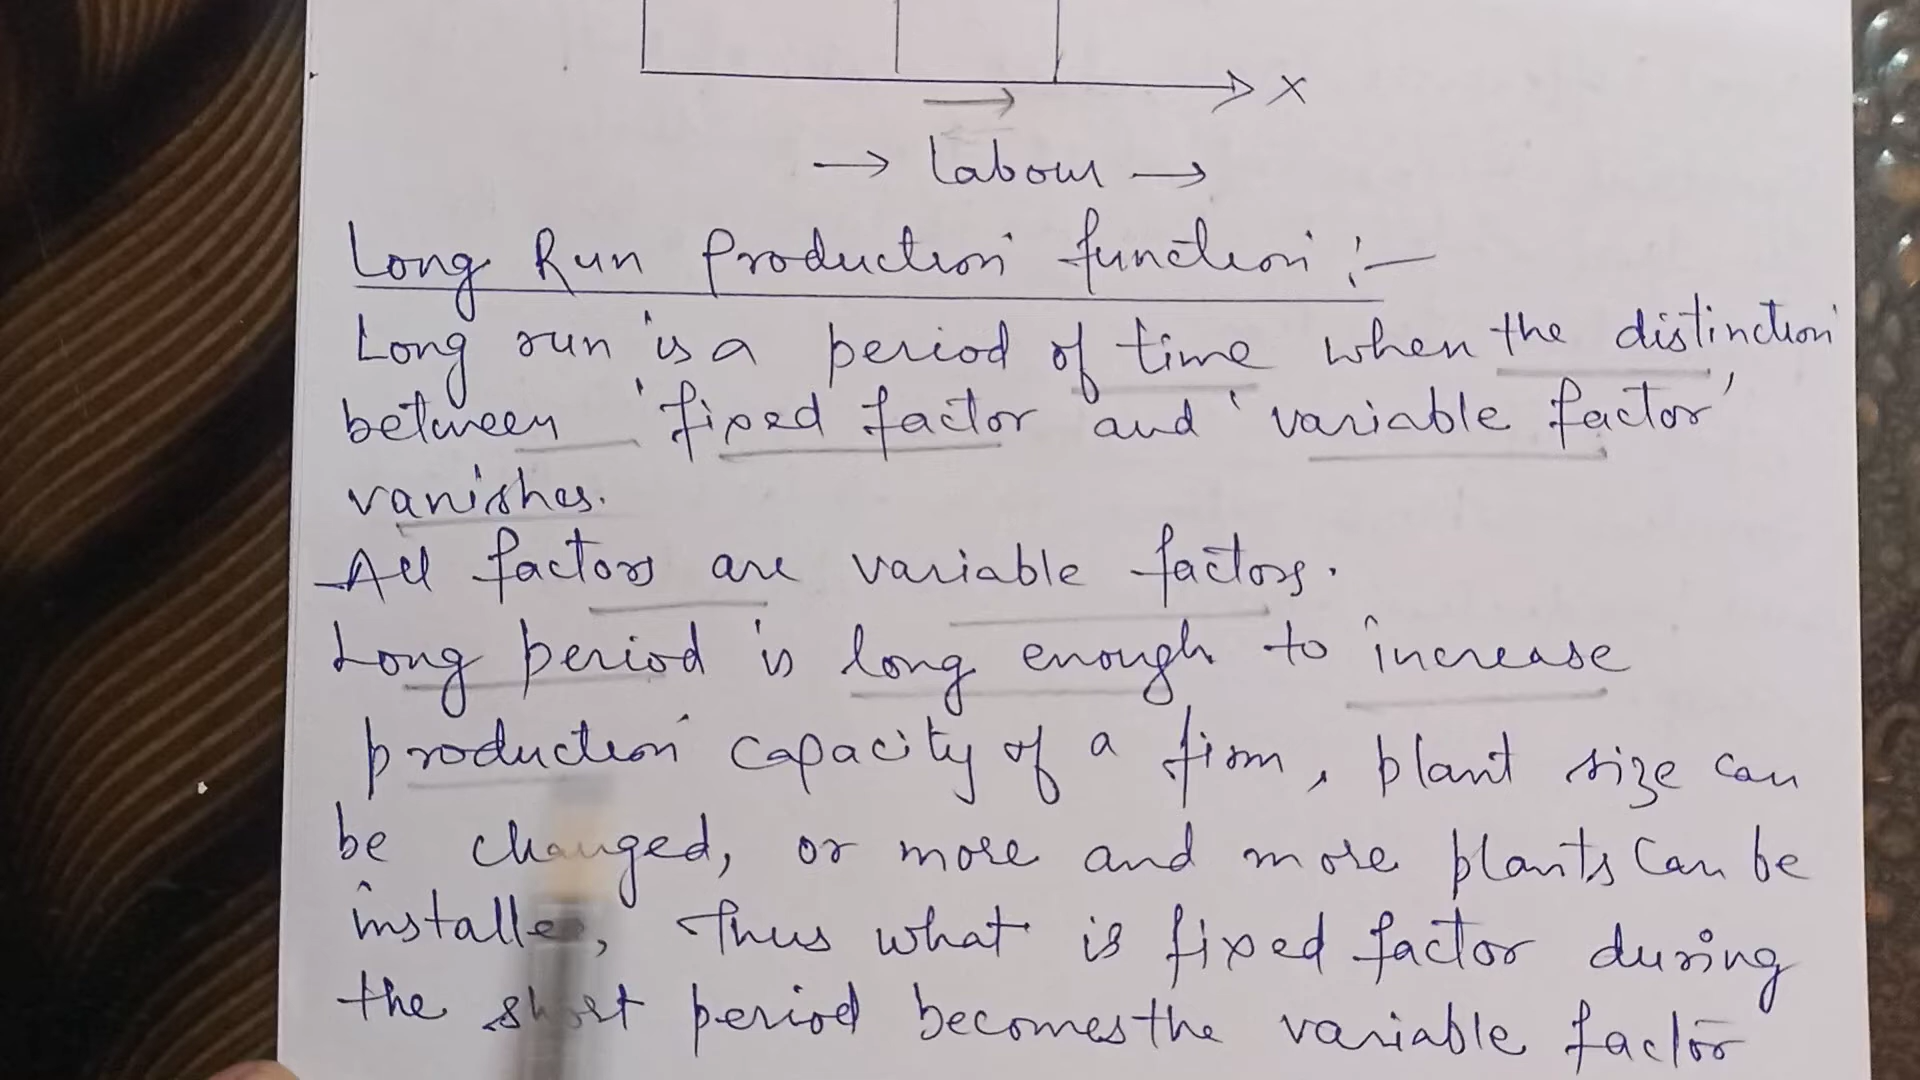 X
→ Labour →
Long Run Production function :-
Long run is a period of time when the distinction
between 'fixed factor' and 'variable factor'
vanishes.
All factors are variable factors.
Long period is long enough to increase
production capacity of a firm, plant size can
be changed, or more and more plants can be
installe, Thus what is fixed factor during
the short period becomes the variable factor